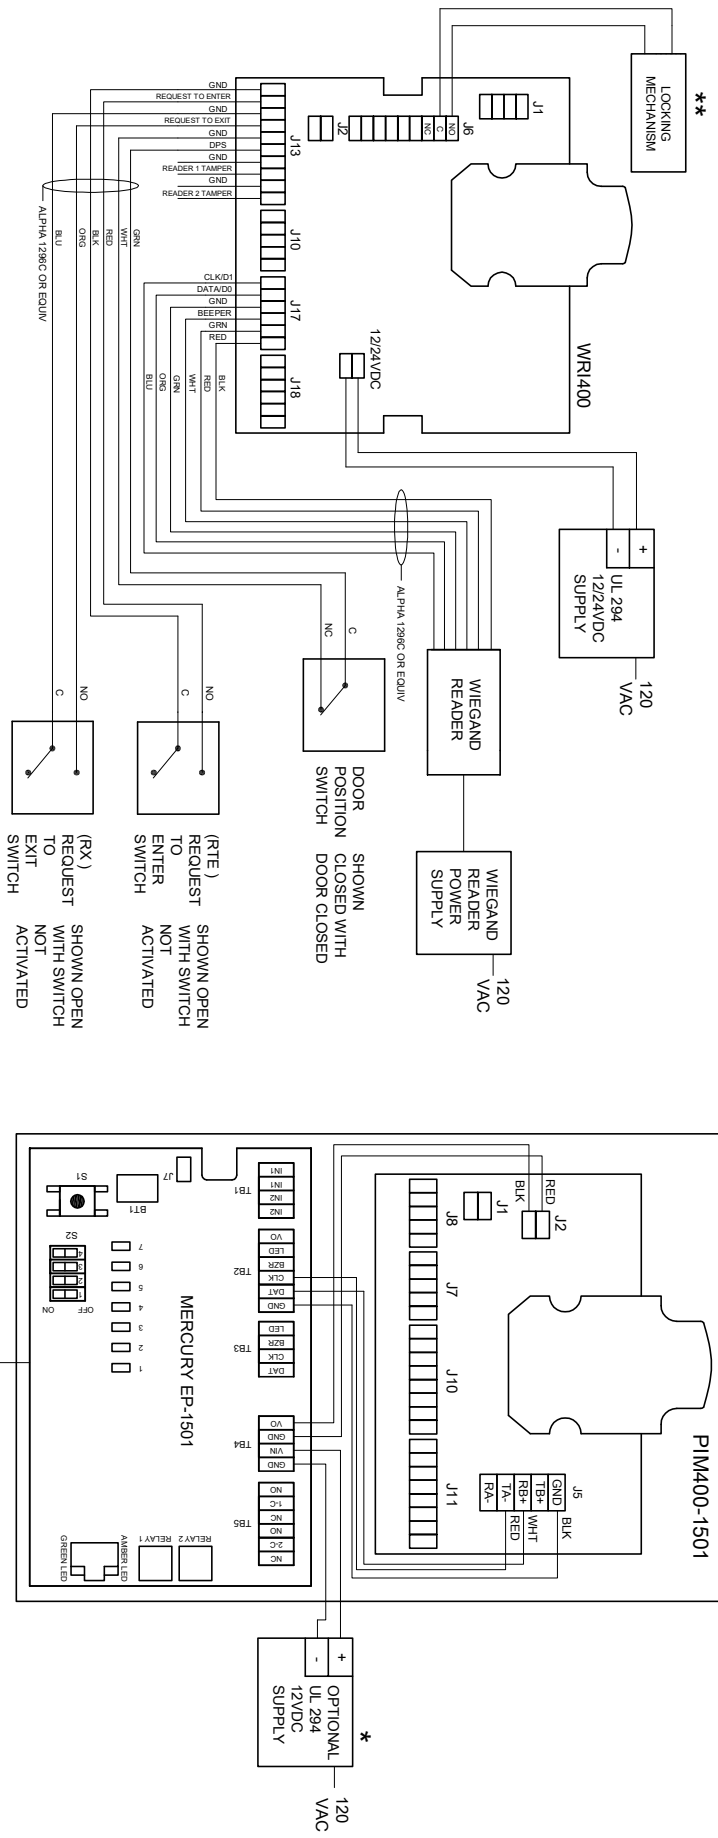 **
LOCKING
MECHANISM
J1
J6
NO
C
NC
J2
WRI400
GND
REQUEST TO ENTER
GND
REQUEST TO EXIT
GND
DPS
GND
READER 1 TAMPER
GND
READER 2 TAMPER
J13
J10
CLK/D1
DATA/D0
GND
BEEPER
GRN
RED
J17
J18
12/24VDC
GRN
WHT
RED
BLK
ORG
BLU
ALPHA 1296C OR EQUIV
BLK
RED
WHT
GRN
ORG
BLU
ALPHA 1296C OR EQUIV
+
-
UL 294
12/24VDC
SUPPLY
120
VAC
WIEGAND
READER
WIEGAND
READER
POWER
SUPPLY
120
VAC
C
NC
DOOR
POSITION
SWITCH
SHOWN
CLOSED WITH
DOOR CLOSED
NO
C
(RTE )
REQUEST
TO
ENTER
SWITCH
SHOWN OPEN
WITH SWITCH
NOT
ACTIVATED
NO
C
(RX )
REQUEST
TO
EXIT
SWITCH
SHOWN OPEN
WITH SWITCH
NOT
ACTIVATED
PIM400-1501
RED
BLK
J2
J1
J8
J7
J10
J11
J5
GND
TB+
RB+
TA-
RA-
BLK
WHT
RED
MERCURY EP-1501
S1
BT1
J7
S2
4
3
2
1
ON
OFF
7
6
5
4
3
2
1
TB1
IN1
IN1
IN2
IN2
TB2
VO
LED
BZR
CLK
DAT
GND
TB3
LED
BZR
CLK
DAT
TB4
VO
GND
VIN
GND
TB5
NO
1-C
NC
NO
2-C
NC
RELAY 2
RELAY 1
AMBER LED
GREEN LED
+
-
OPTIONAL
UL 294
12VDC
SUPPLY
*
120
VAC